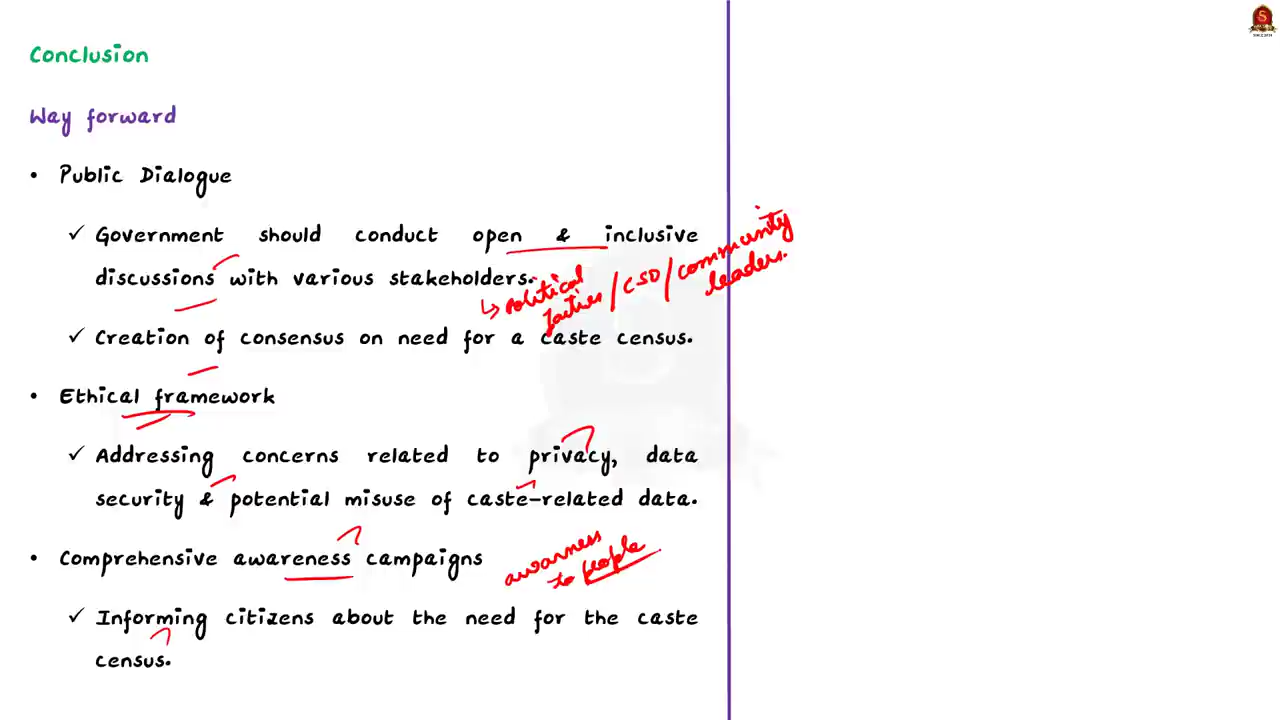 Conclusion
Way forward
• Public Dialogue
✓ Government should conduct open & inclusive
discussions with various stakeholders.
↳ political
parties / CSO / community
leaders.
✓ Creation of consensus on need for a caste census.
• Ethical framework
✓ Addressing concerns related to privacy, data
security & potential misuse of caste-related data.
• Comprehensive awareness campaigns
awarness
to people
✓ Informing citizens about the need for the caste
census.